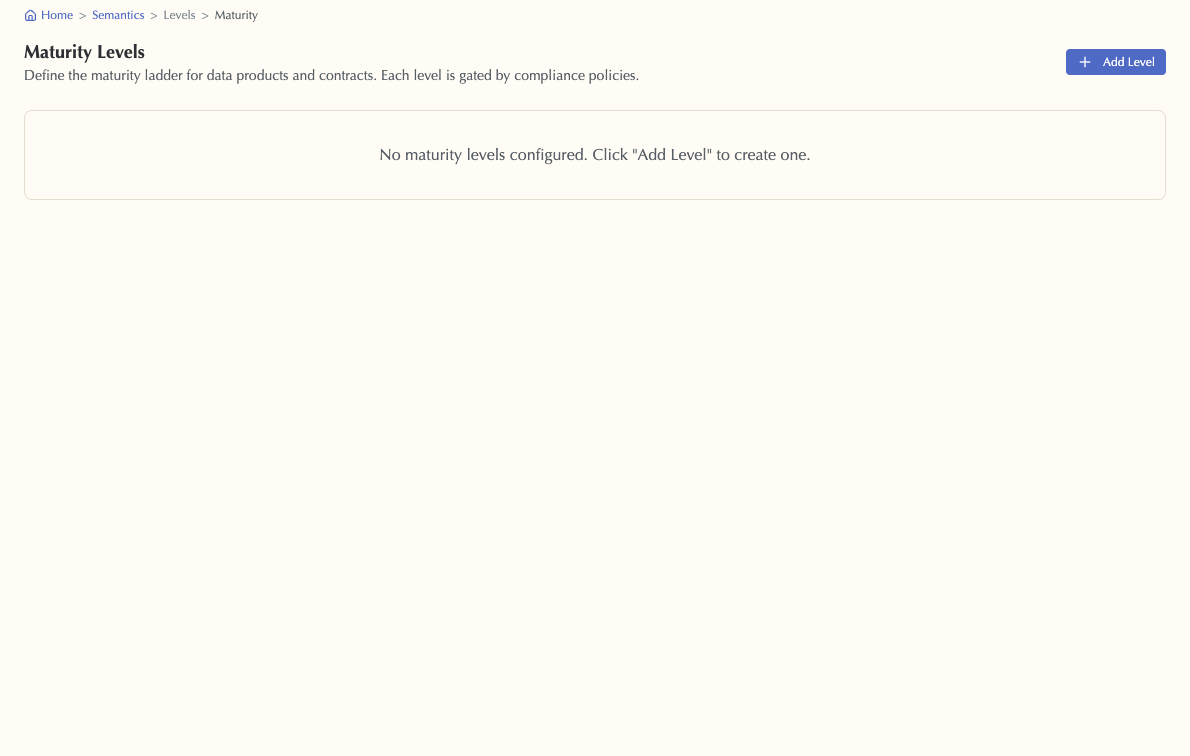 Home > Semantics > Levels > Maturity
Maturity Levels
Define the maturity ladder for data products and contracts. Each level is gated by compliance policies.
Add Level
No maturity levels configured. Click "Add Level" to create one.